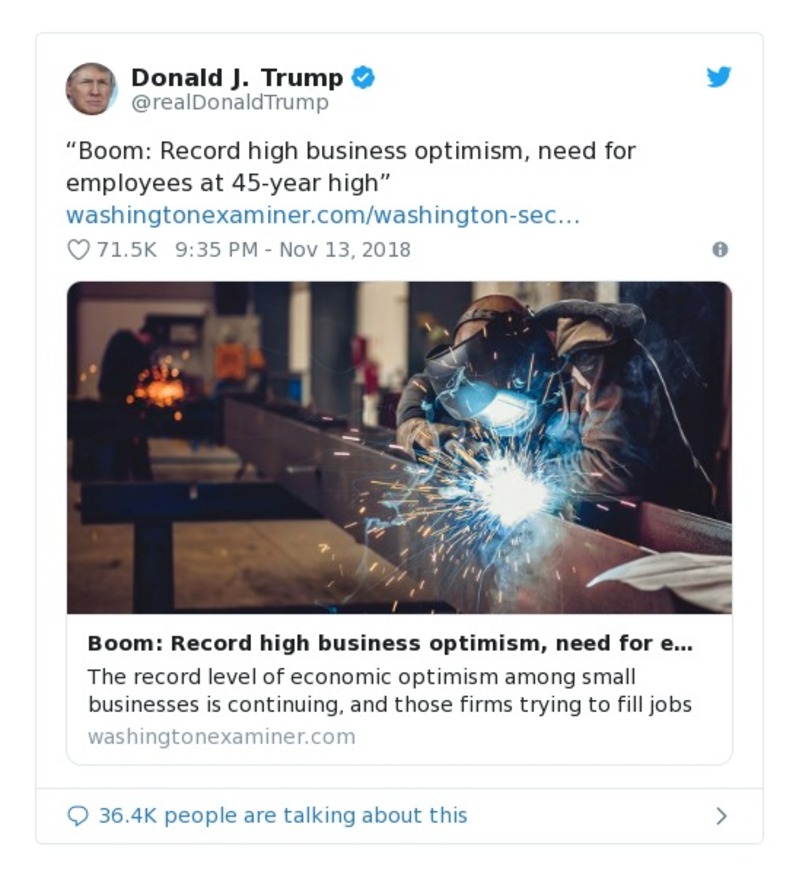 Donald J. Trump
@realDonaldTrump
“Boom: Record high business optimism, need for
employees at 45-year high”
washingtonexaminer.com/washington-sec…
71.5K 9:35 PM - Nov 13, 2018
Boom: Record high business optimism, need for e…
The record level of economic optimism among small
businesses is continuing, and those firms trying to fill jobs
washingtonexaminer.com
36.4K people are talking about this